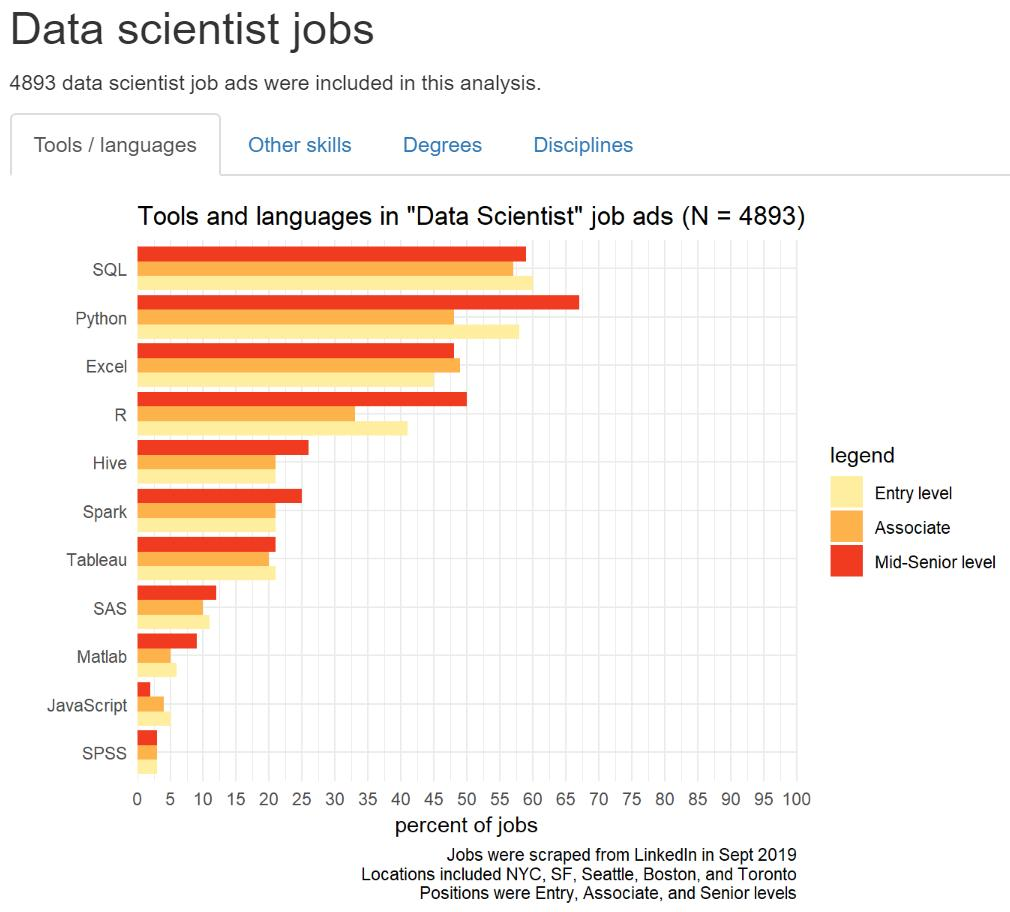 Data scientist jobs
4893 data scientist job ads were included in this analysis.
Tools / languages Other skills Degrees Disciplines
Tools and languages in "Data Scientist" job ads (N = 4893)
SQL
Python
Excel
R
Hive
Spark
Tableau
SAS
Matlab
JavaScript
SPSS
0 5 10 15 20 25 30 35 40 45 50 55 60 65 70 75 80 85 90 95 100
percent of jobs
legend
Entry level
Associate
Mid-Senior level
Jobs were scraped from LinkedIn in Sept 2019
Locations included NYC, SF, Seattle, Boston, and Toronto
Positions were Entry, Associate, and Senior levels